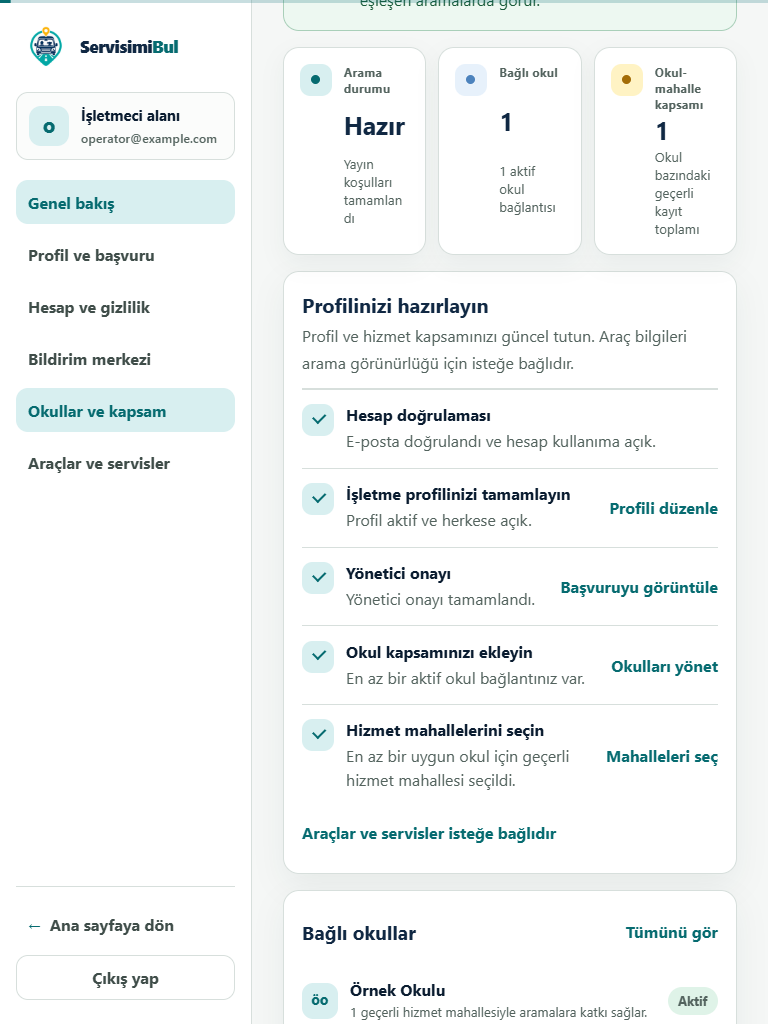 ServisimiBul
o
İşletmeci alanı
operator@example.com
Genel bakış
Profil ve başvuru
Hesap ve gizlilik
Bildirim merkezi
Okullar ve kapsam
Araçlar ve servisler
← Ana sayfaya dön
Çıkış yap
eşleşen aramalarda görür.
Arama
durumu
Hazır
Yayın
koşulları
tamamlan
dı
Bağlı okul
1
1 aktif
okul
bağlantısı
Okul-
mahalle
kapsamı
1
Okul
bazındaki
geçerli
kayıt
toplamı
Profilinizi hazırlayın
Profil ve hizmet kapsamınızı güncel tutun. Araç bilgileri
arama görünürlüğü için isteğe bağlıdır.
Hesap doğrulaması
E-posta doğrulandı ve hesap kullanıma açık.
İşletme profilinizi tamamlayın
Profil aktif ve herkese açık.
Profili düzenle
Yönetici onayı
Yönetici onayı tamamlandı.
Başvuruyu görüntüle
Okul kapsamınızı ekleyin
En az bir aktif okul bağlantınız var.
Okulları yönet
Hizmet mahallelerini seçin
En az bir uygun okul için geçerli
hizmet mahallesi seçildi.
Mahalleleri seç
Araçlar ve servisler isteğe bağlıdır
Bağlı okullar
Tümünü gör
öo
Örnek Okulu
1 geçerli hizmet mahallesiyle aramalara katkı sağlar.
Aktif